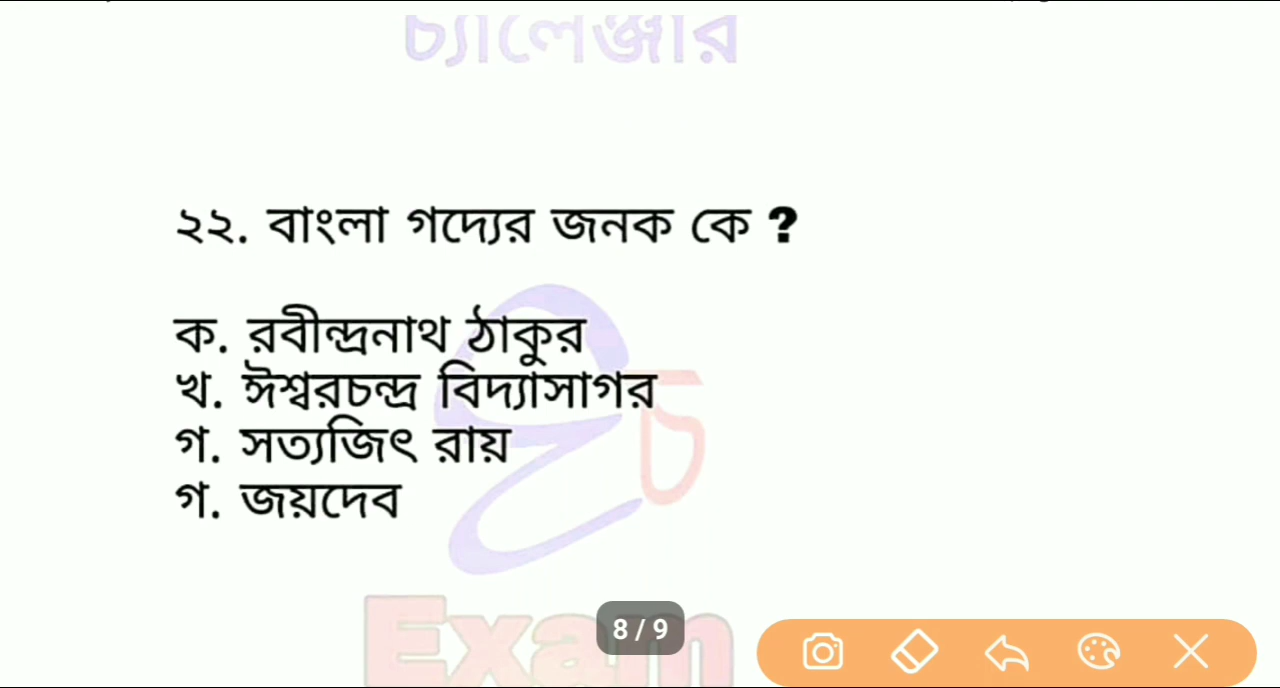 চ্যালেঞ্জার
২২. বাংলা গদ্যের জনক কে ?
ক. রবীন্দ্রনাথ ঠাকুর
খ. ঈশ্বরচন্দ্র বিদ্যাসাগর
গ. সত্যজিৎ রায়
গ. জয়দেব
চ
Exam
8 / 9